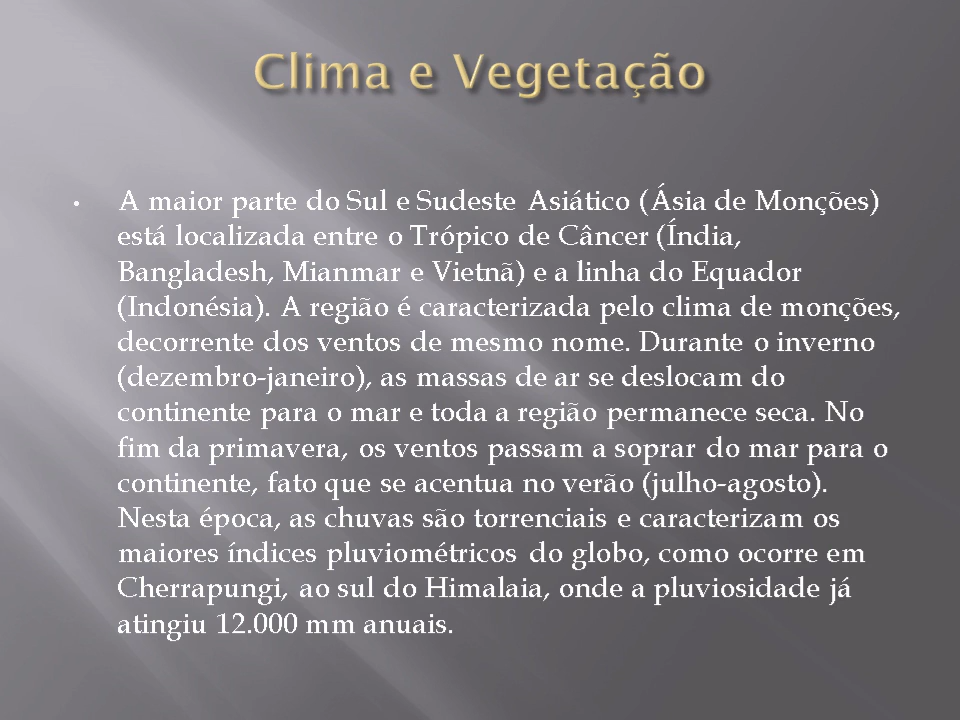 Clima e Vegetação
• A maior parte do Sul e Sudeste Asiático (Ásia de Monções)
está localizada entre o Trópico de Câncer (Índia,
Bangladesh, Mianmar e Vietnã) e a linha do Equador
(Indonésia). A região é caracterizada pelo clima de monções,
decorrente dos ventos de mesmo nome. Durante o inverno
(dezembro-janeiro), as massas de ar se deslocam do
continente para o mar e toda a região permanece seca. No
fim da primavera, os ventos passam a soprar do mar para o
continente, fato que se acentua no verão (julho-agosto).
Nesta época, as chuvas são torrenciais e caracterizam os
maiores índices pluviométricos do globo, como ocorre em
Cherrapungi, ao sul do Himalaia, onde a pluviosidade já
atingiu 12.000 mm anuais.